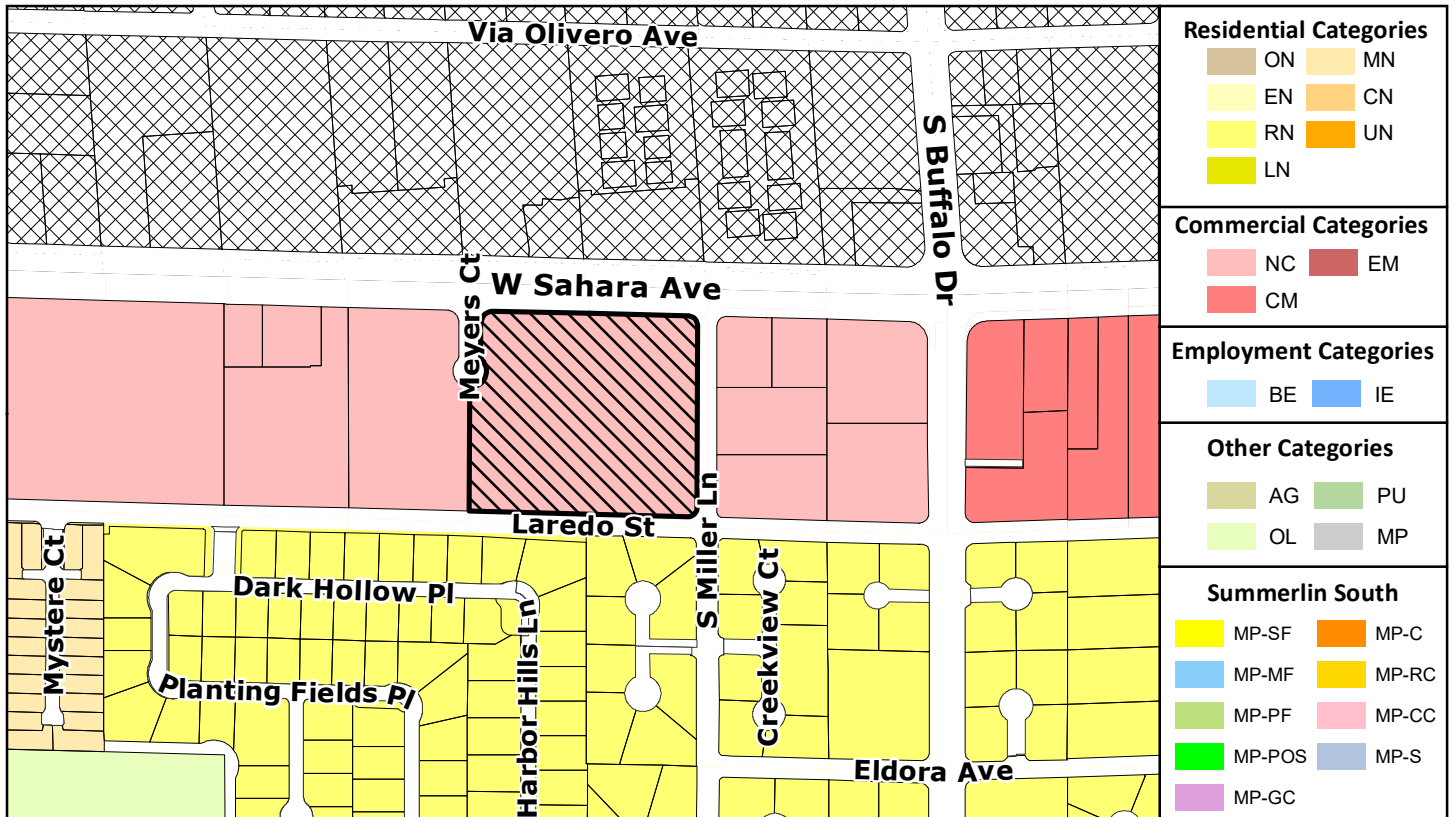 Via Olivero Ave
S Buffalo Dr
Meyers Ct
W Sahara Ave
Laredo St
S Miller Ln
Mystere Ct
Dark Hollow Pl
Harbor Hills Ln
Creekview Ct
Planting Fields Pl
Eldora Ave
Residential Categories
ON MN
EN CN
RN UN
LN
Commercial Categories
NC EM
CM
Employment Categories
BE IE
Other Categories
AG PU
OL MP
Summerlin South
MP-SF MP-C
MP-MF MP-RC
MP-PF MP-CC
MP-POS MP-S
MP-GC